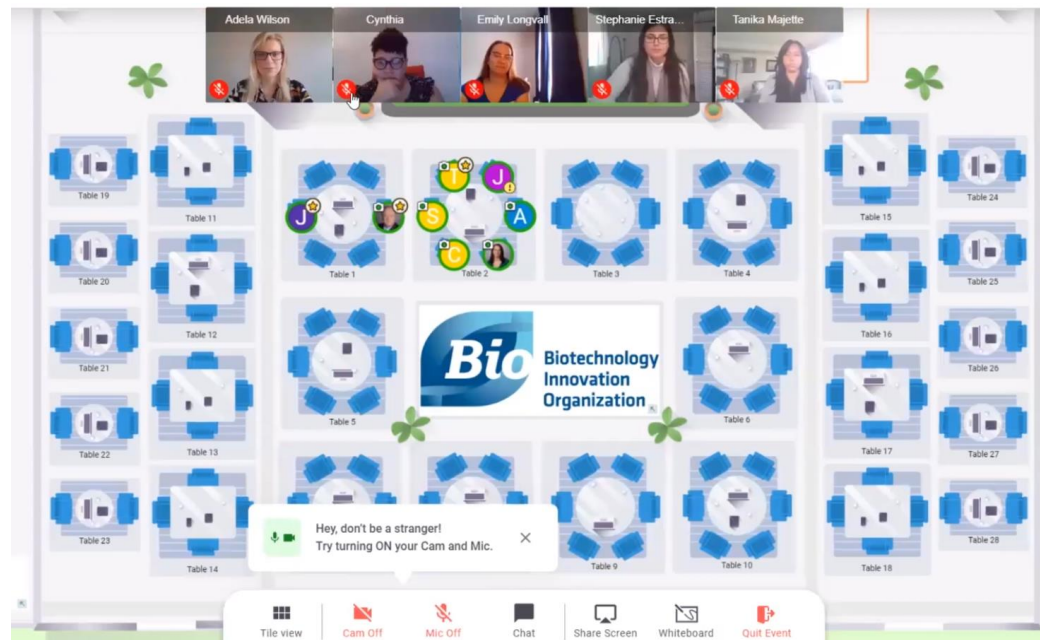 Adela Wilson
Cynthia
Emily Longvall
Stephanie Estra...
Tanika Majette
Table 19
Table 11
Table 1
J
T
J
S
A
C
Table 2
Table 3
Table 4
Table 15
Table 24
Table 20
Table 12
Table 16
Table 25
Table 21
Table 5
Bio
Biotechnology
Innovation
Organization
Table 6
Table 26
Table 22
Table 13
Table 17
Table 27
Table 23
Table 14
Hey, don't be a stranger!
Try turning ON your Cam and Mic.
Table 9
Table 10
Table 18
Table 28
Tile view
Cam Off
Mic Off
Chat
Share Screen
Whiteboard
Quit Event